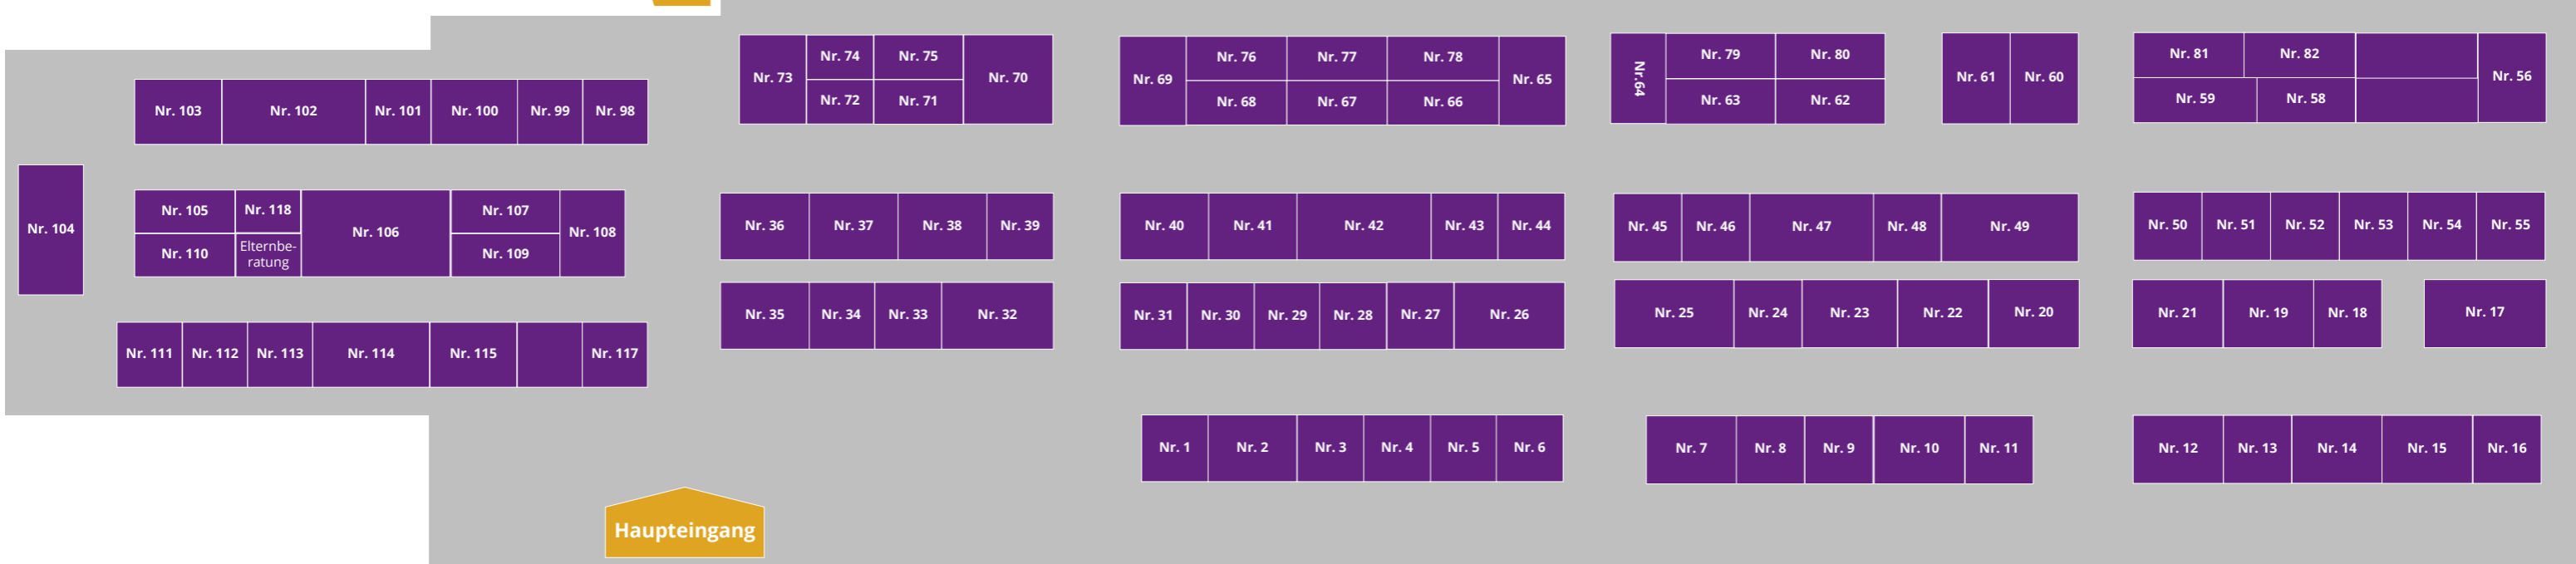 Nr. 73
Nr. 74
Nr. 75
Nr. 70
Nr. 72
Nr. 71
Nr. 69
Nr. 76
Nr. 77
Nr. 78
Nr. 65
Nr. 68
Nr. 67
Nr. 66
Nr.64
Nr. 79
Nr. 80
Nr. 63
Nr. 62
Nr. 61
Nr. 60
Nr. 81
Nr. 82
Nr. 56
Nr. 59
Nr. 58
Nr. 103
Nr. 102
Nr. 101
Nr. 100
Nr. 99
Nr. 98
Nr. 104
Nr. 105
Nr. 118
Nr. 106
Nr. 107
Nr. 108
Nr. 110
Elternbe-
ratung
Nr. 109
Nr. 36
Nr. 37
Nr. 38
Nr. 39
Nr. 40
Nr. 41
Nr. 42
Nr. 43
Nr. 44
Nr. 45
Nr. 46
Nr. 47
Nr. 48
Nr. 49
Nr. 50
Nr. 51
Nr. 52
Nr. 53
Nr. 54
Nr. 55
Nr. 35
Nr. 34
Nr. 33
Nr. 32
Nr. 31
Nr. 30
Nr. 29
Nr. 28
Nr. 27
Nr. 26
Nr. 25
Nr. 24
Nr. 23
Nr. 22
Nr. 20
Nr. 21
Nr. 19
Nr. 18
Nr. 17
Nr. 111
Nr. 112
Nr. 113
Nr. 114
Nr. 115
Nr. 117
Nr. 1
Nr. 2
Nr. 3
Nr. 4
Nr. 5
Nr. 6
Nr. 7
Nr. 8
Nr. 9
Nr. 10
Nr. 11
Nr. 12
Nr. 13
Nr. 14
Nr. 15
Nr. 16
Haupteingang